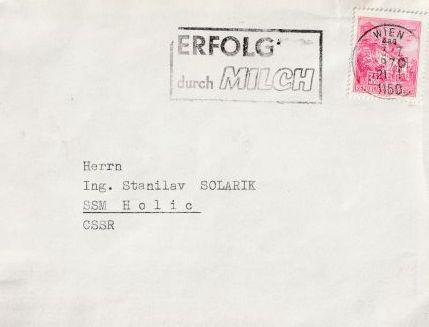 ERFOLG
durch MILCH
WIEN
1150
Herrn
Ing. Stanilav SOLARIK
SSM Holic
CSSR